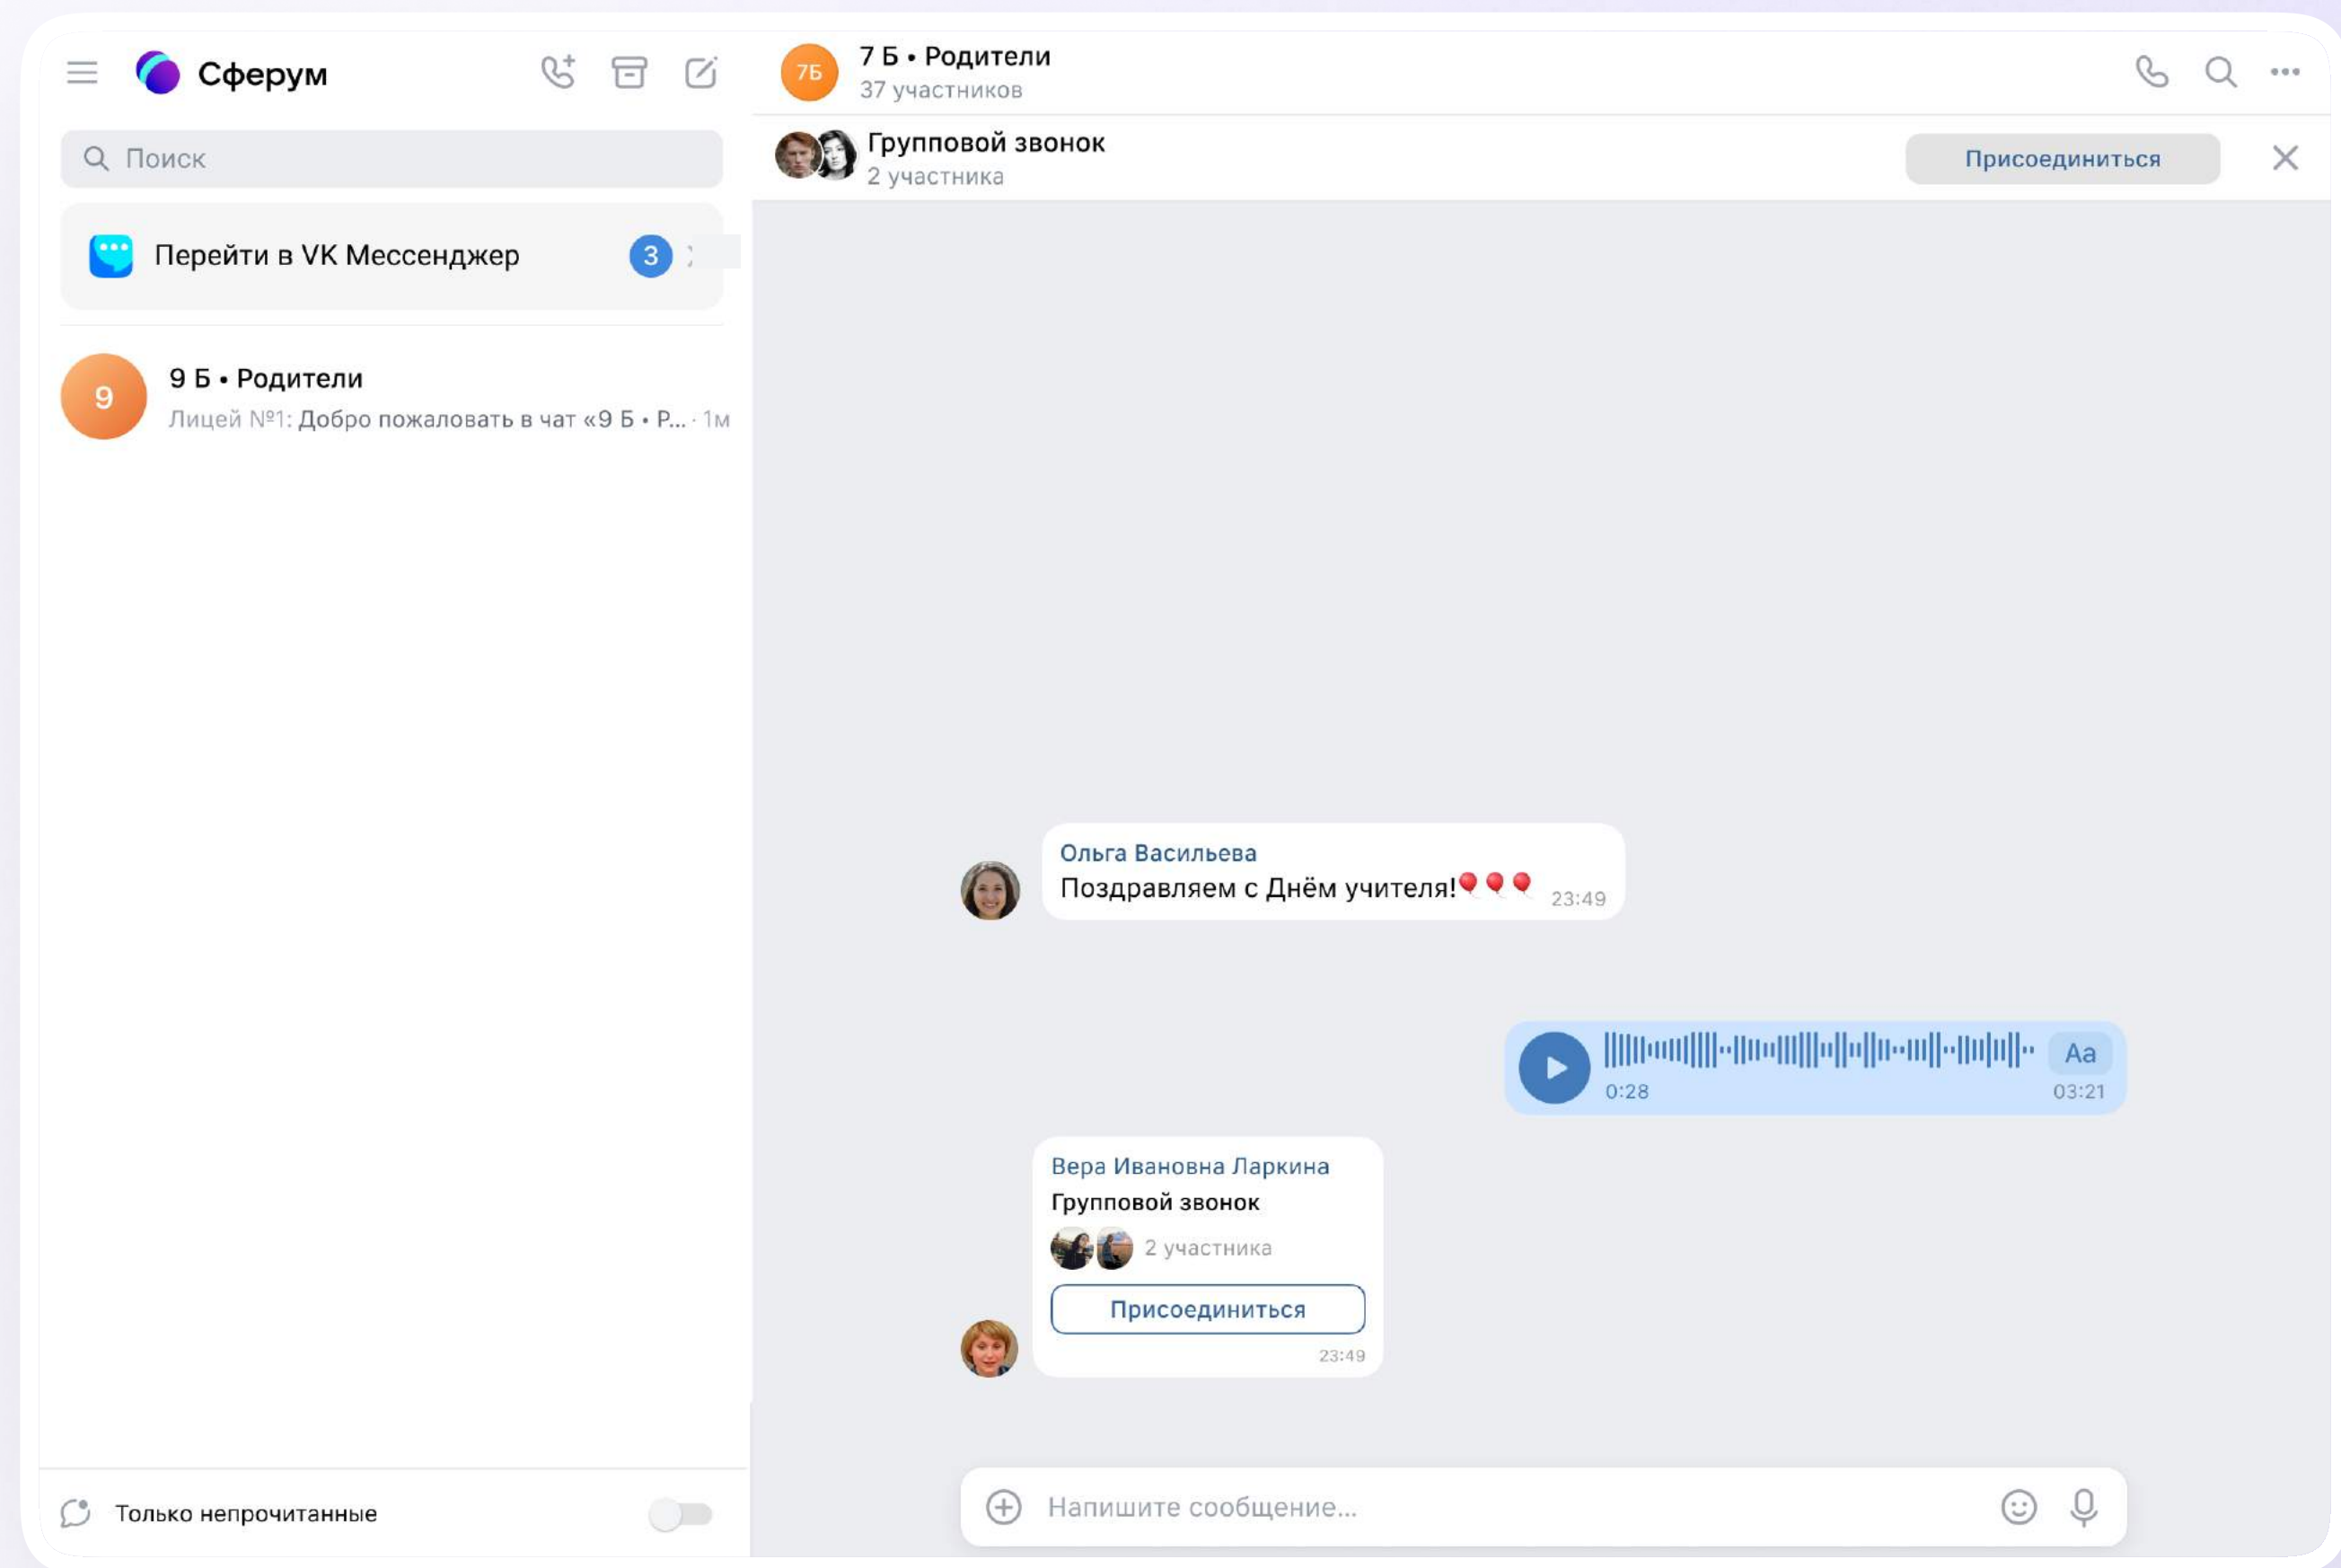 Сферум
Поиск
Перейти в VK Мессенджер 3
9
9 Б • Родители
Лицей №1: Добро пожаловать в чат «9 Б • Р... · 1м
Только непрочитанные
7Б
7 Б • Родители
37 участников
Групповой звонок
2 участника
Присоединиться
Ольга Васильева
Поздравляем с Днём учителя!🎈🎈🎈 23:49
Aa
0:28 03:21
Вера Ивановна Ларкина
Групповой звонок
2 участника
Присоединиться
23:49
Напишите сообщение...